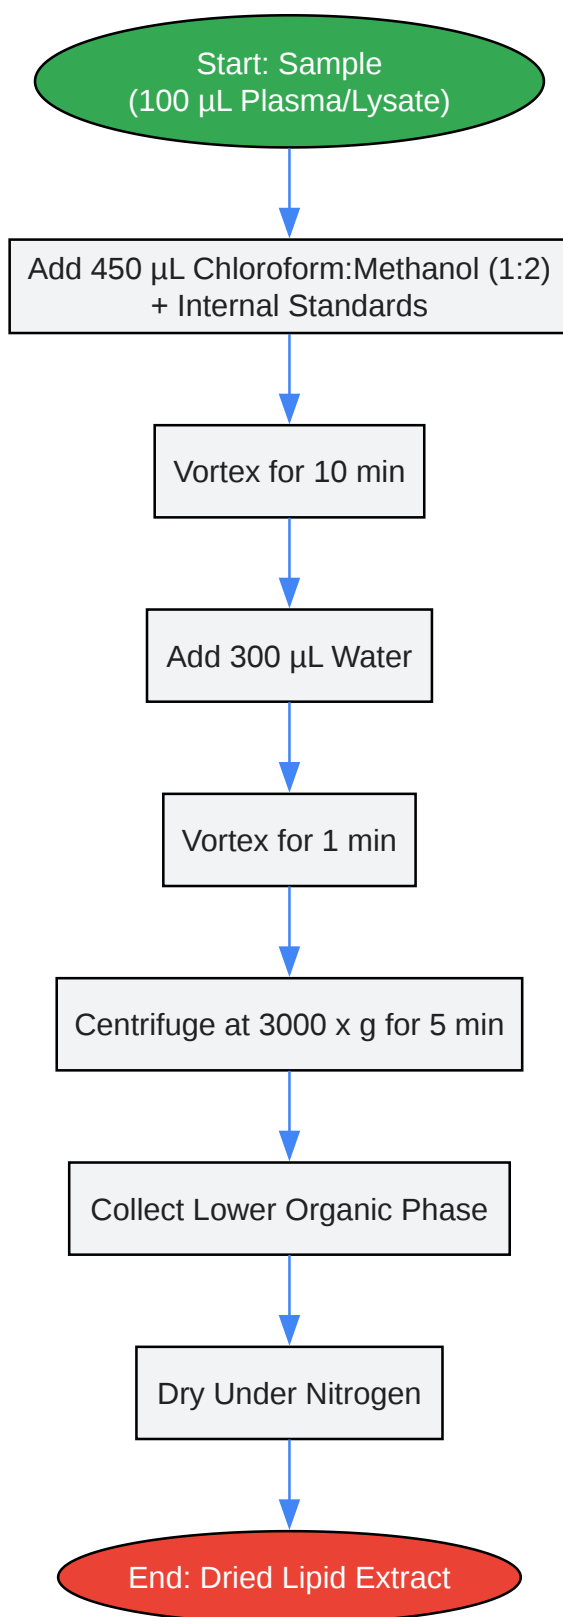 Start: Sample
(100 µL Plasma/Lysate)
Add 450 µL Chloroform:Methanol (1:2)
+ Internal Standards
Vortex for 10 min
Add 300 µL Water
Vortex for 1 min
Centrifuge at 3000 x g for 5 min
Collect Lower Organic Phase
Dry Under Nitrogen
End: Dried Lipid Extract